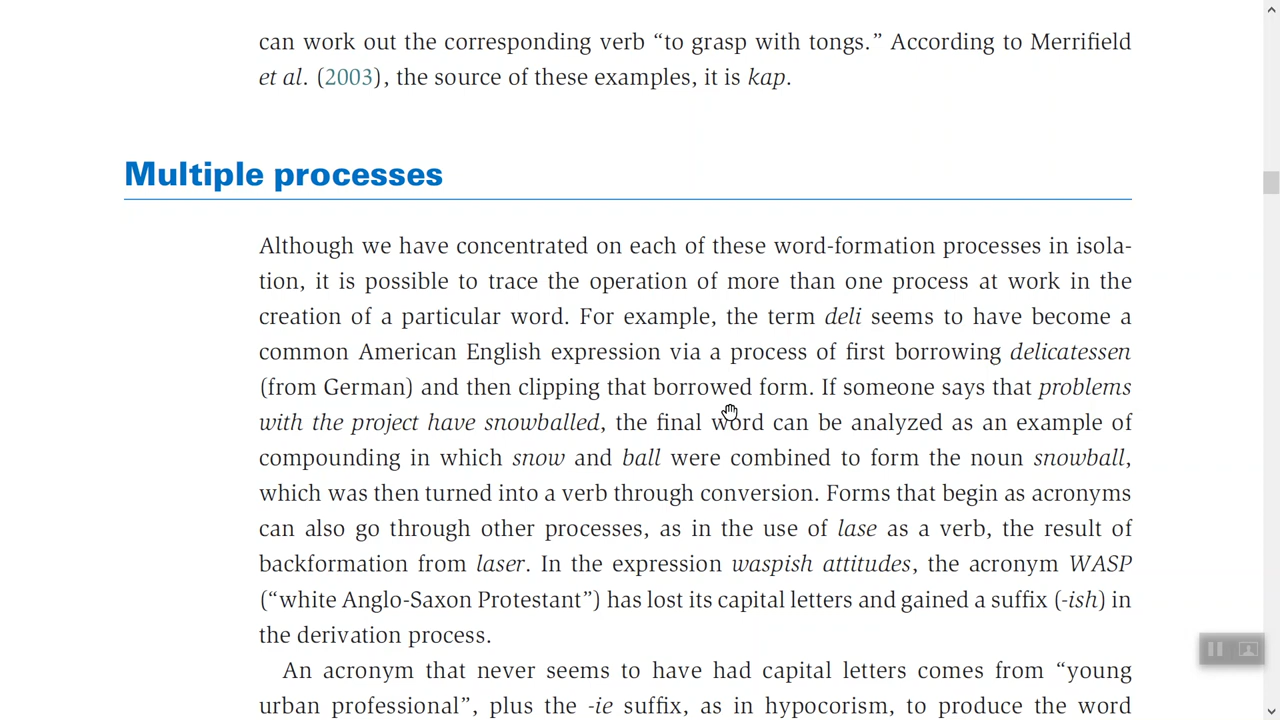 can work out the corresponding verb “to grasp with tongs.” According to Merrifield
et al. (2003), the source of these examples, it is kap.
Multiple processes
Although we have concentrated on each of these word-formation processes in isola-
tion, it is possible to trace the operation of more than one process at work in the
creation of a particular word. For example, the term deli seems to have become a
common American English expression via a process of first borrowing delicatessen
(from German) and then clipping that borrowed form. If someone says that problems
with the project have snowballed, the final word can be analyzed as an example of
compounding in which snow and ball were combined to form the noun snowball,
which was then turned into a verb through conversion. Forms that begin as acronyms
can also go through other processes, as in the use of lase as a verb, the result of
backformation from laser. In the expression waspish attitudes, the acronym WASP
(“white Anglo-Saxon Protestant”) has lost its capital letters and gained a suffix (-ish) in
the derivation process.
An acronym that never seems to have had capital letters comes from “young
urban professional”, plus the -ie suffix, as in hypocorism, to produce the word